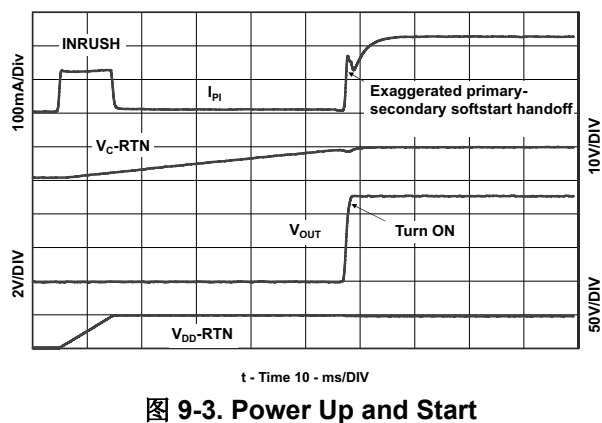 INRUSH
100mA/Div
I_PI
Exaggerated primary-
secondary softstart handoff
V_C-RTN
10V/DIV
V_OUT
Turn ON
2V/DIV
50V/DIV
V_DD-RTN
t - Time 10 - ms/DIV
图 9-3. Power Up and Start